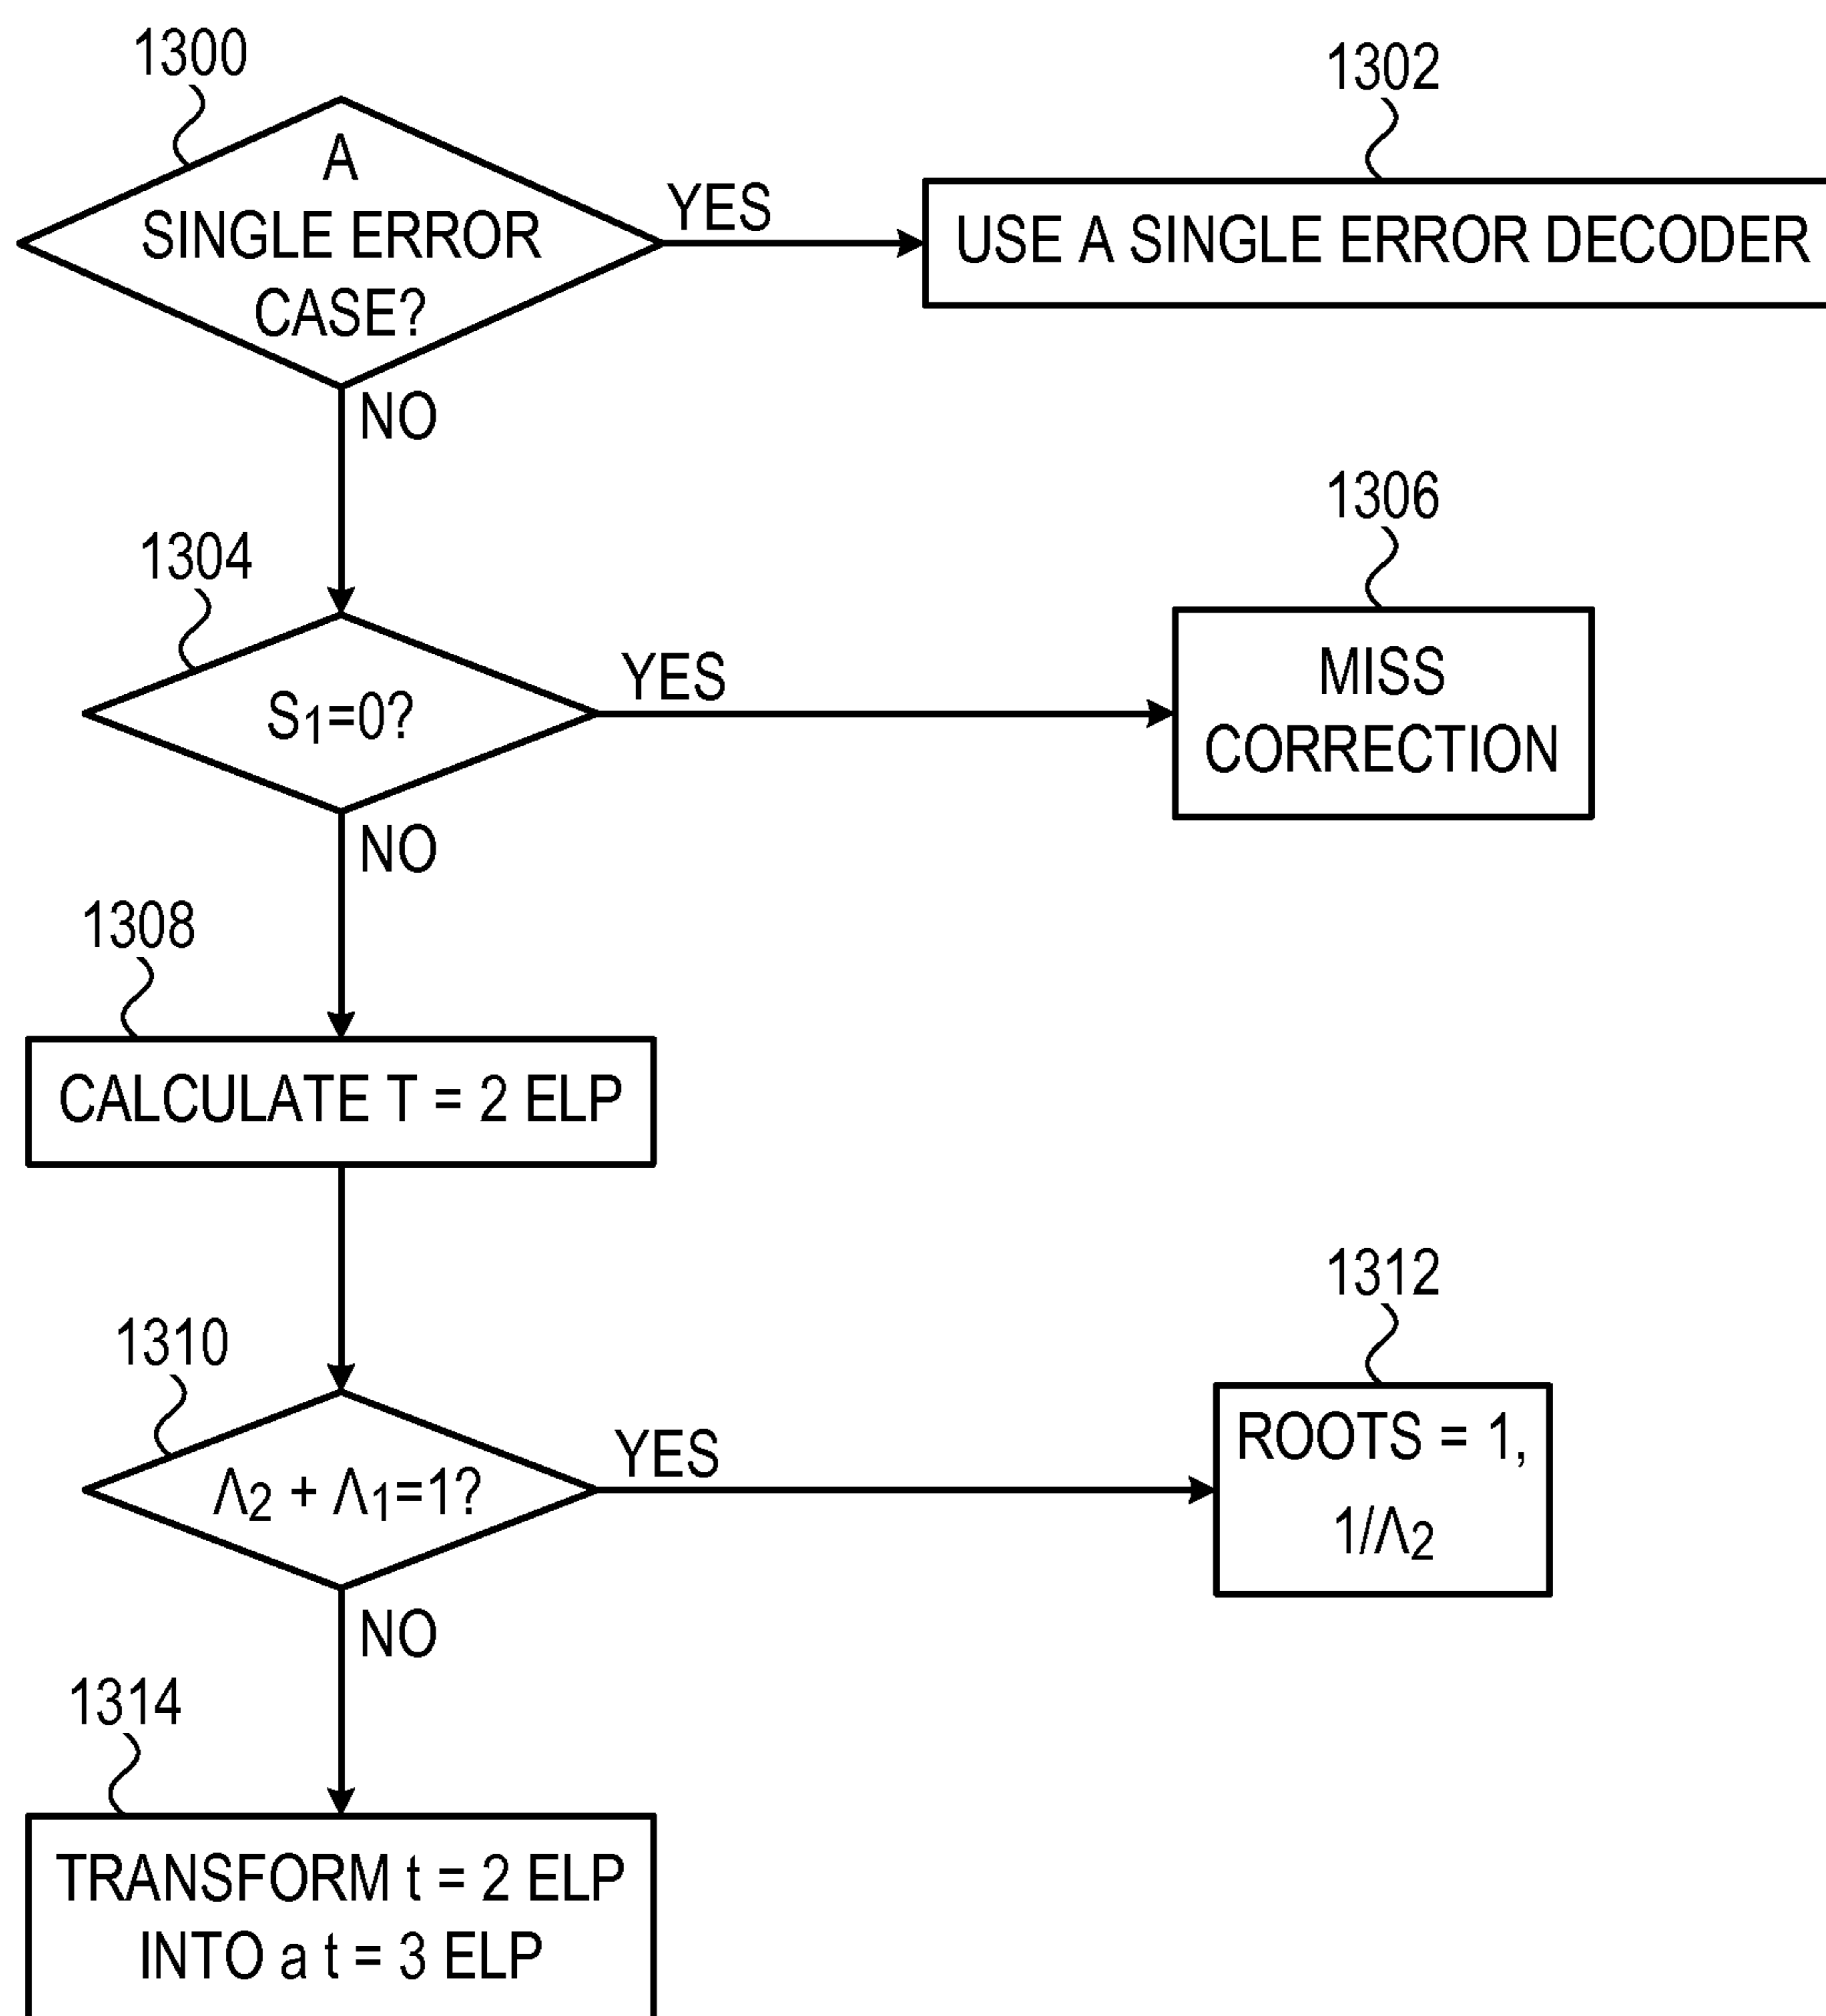 1300
A
SINGLE ERROR
CASE?
YES
NO
1302
USE A SINGLE ERROR DECODER
1304
S1=0?
YES
NO
1306
MISS
CORRECTION
1308
CALCULATE T = 2 ELP
1310
Λ2 + Λ1=1?
YES
NO
1312
ROOTS = 1,
1/Λ2
1314
TRANSFORM t = 2 ELP
INTO a t = 3 ELP